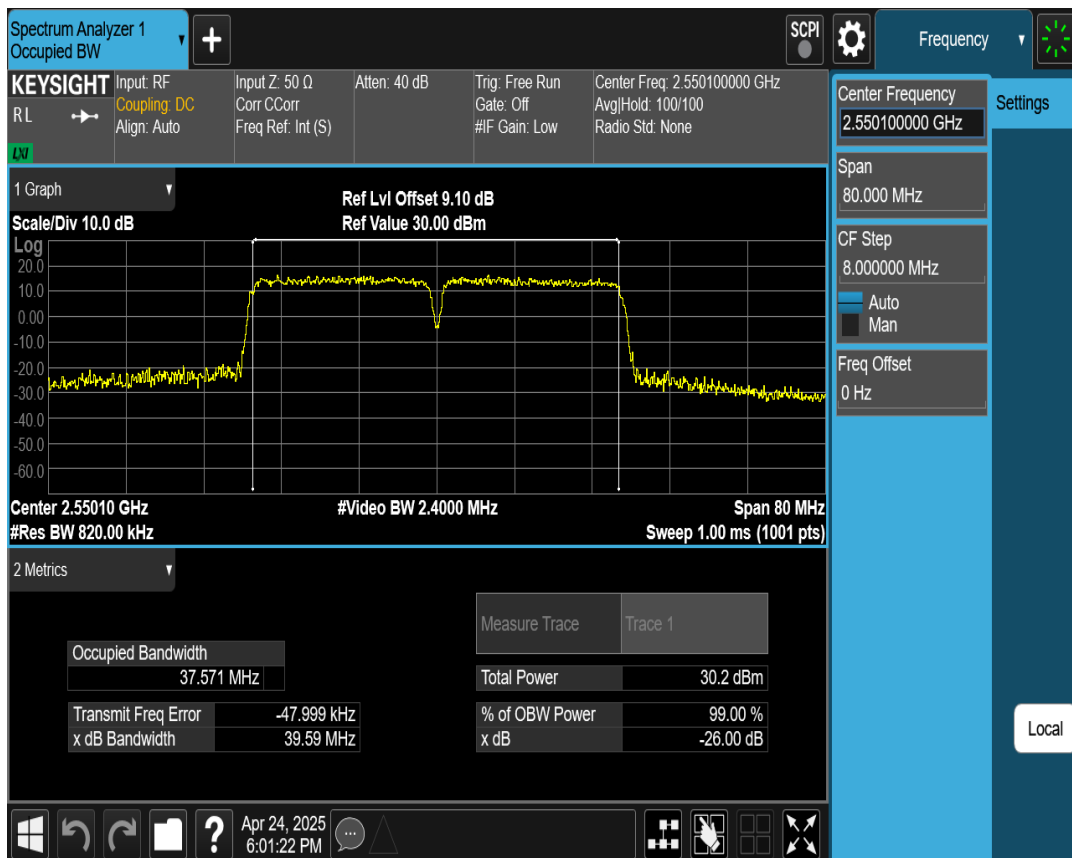 Spectrum Analyzer 1
Occupied BW
+
SCPI
Frequency
KEYSIGHT
RL
LXI
Input: RF
Coupling: DC
Align: Auto
Input Z: 50 Ω
Corr CCorr
Freq Ref: Int (S)
Atten: 40 dB
Trig: Free Run
Gate: Off
#IF Gain: Low
Center Freq: 2.550100000 GHz
Avg|Hold: 100/100
Radio Std: None
Center Frequency
2.550100000 GHz
Settings
Span
80.000 MHz
CF Step
8.000000 MHz
Auto
Man
Freq Offset
0 Hz
Local
1 Graph
Scale/Div 10.0 dB
Ref Lvl Offset 9.10 dB
Ref Value 30.00 dBm
Log
20.0
10.0
0.00
-10.0
-20.0
-30.0
-40.0
-50.0
-60.0
Center 2.55010 GHz
#Video BW 2.4000 MHz
Span 80 MHz
#Res BW 820.00 kHz
Sweep 1.00 ms (1001 pts)
2 Metrics
Measure Trace
Trace 1
Occupied Bandwidth
37.571 MHz
Total Power
30.2 dBm
Transmit Freq Error
-47.999 kHz
% of OBW Power
99.00 %
x dB Bandwidth
39.59 MHz
x dB
-26.00 dB
?
Apr 24, 2025
6:01:22 PM